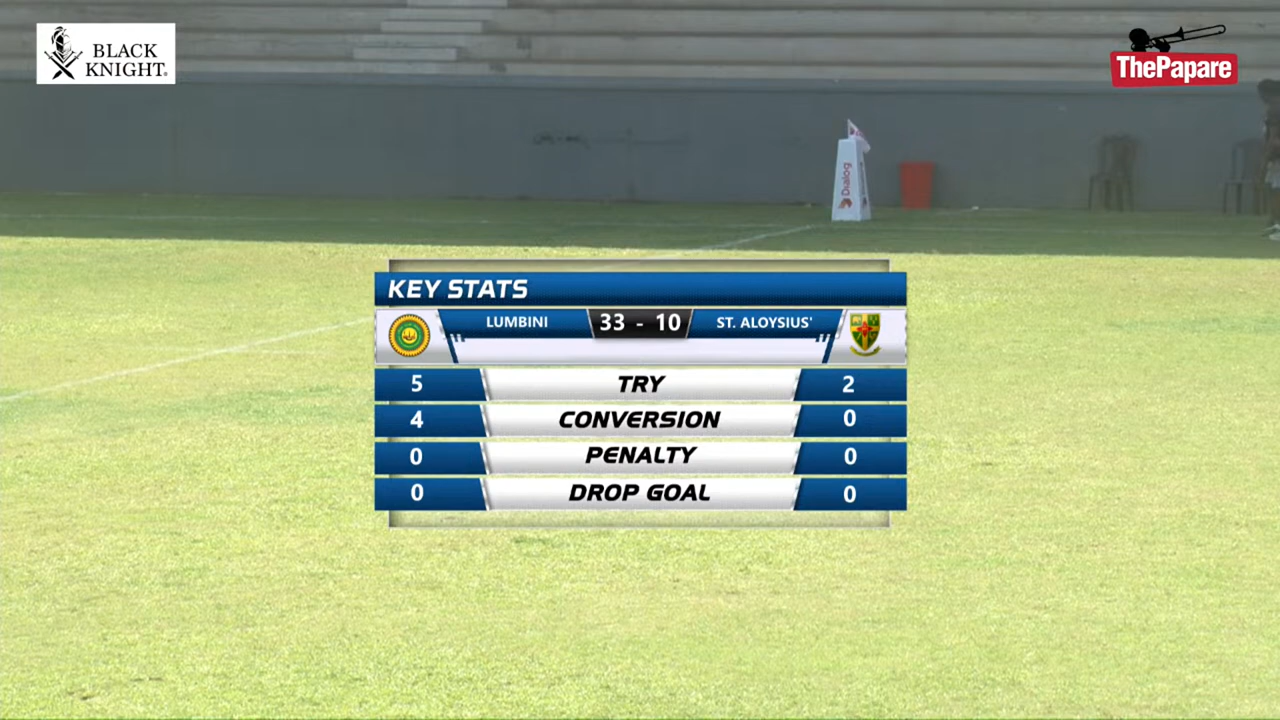 BLACK
KNIGHT®
ThePapare
Dialog
KEY STATS
LUMBINI 33 - 10 ST. ALOYSIUS'
5 TRY 2
4 CONVERSION 0
0 PENALTY 0
0 DROP GOAL 0